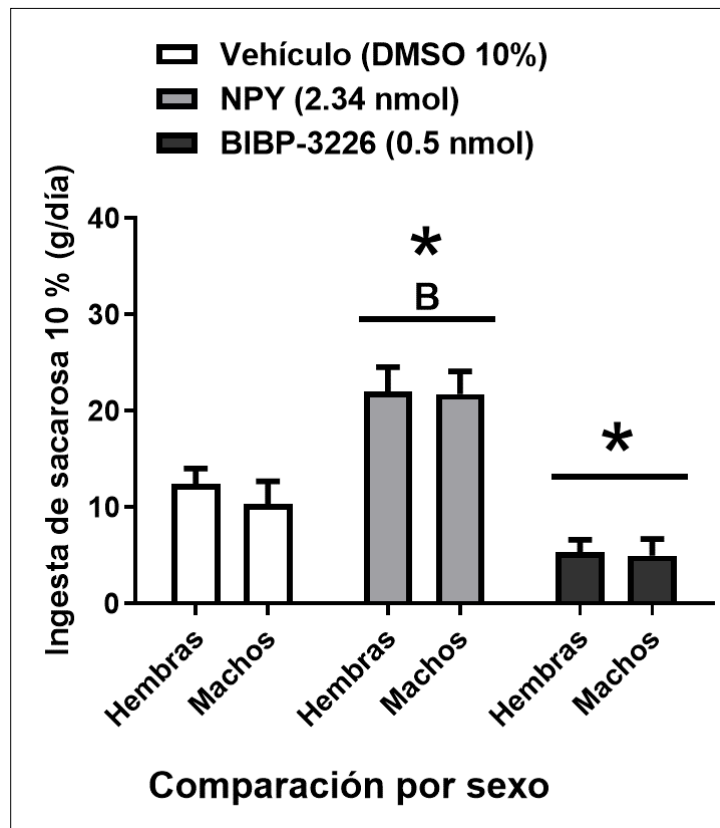 Vehículo (DMSO 10%)
NPY (2.34 nmol)
BIBP-3226 (0.5 nmol)
Ingesta de sacarosa 10 % (g/día)
40
30
20
10
0
*
B
*
Hembras
Machos
Hembras
Machos
Hembras
Machos
Comparación por sexo